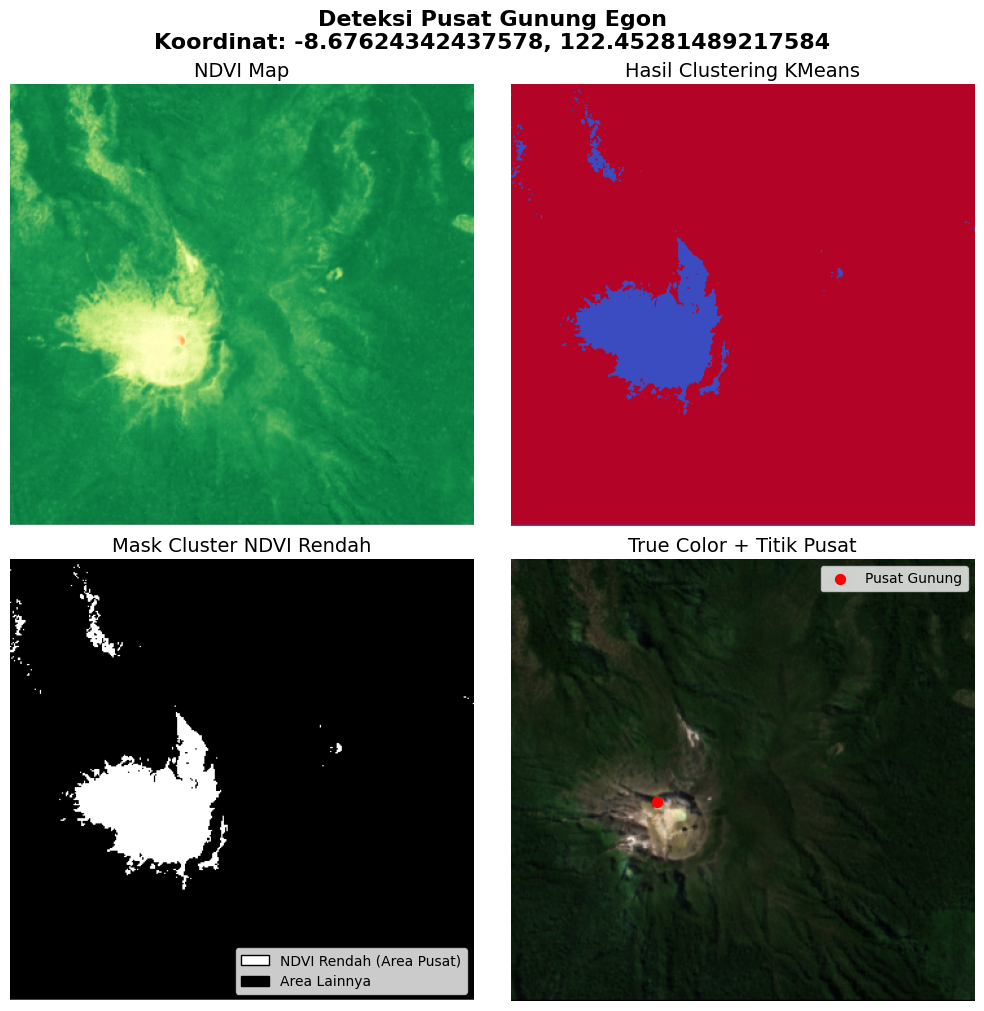 Deteksi Pusat Gunung Egon
Koordinat: -8.67624342437578, 122.45281489217584
NDVI Map
Hasil Clustering KMeans
Mask Cluster NDVI Rendah
NDVI Rendah (Area Pusat)
Area Lainnya
True Color + Titik Pusat
Pusat Gunung